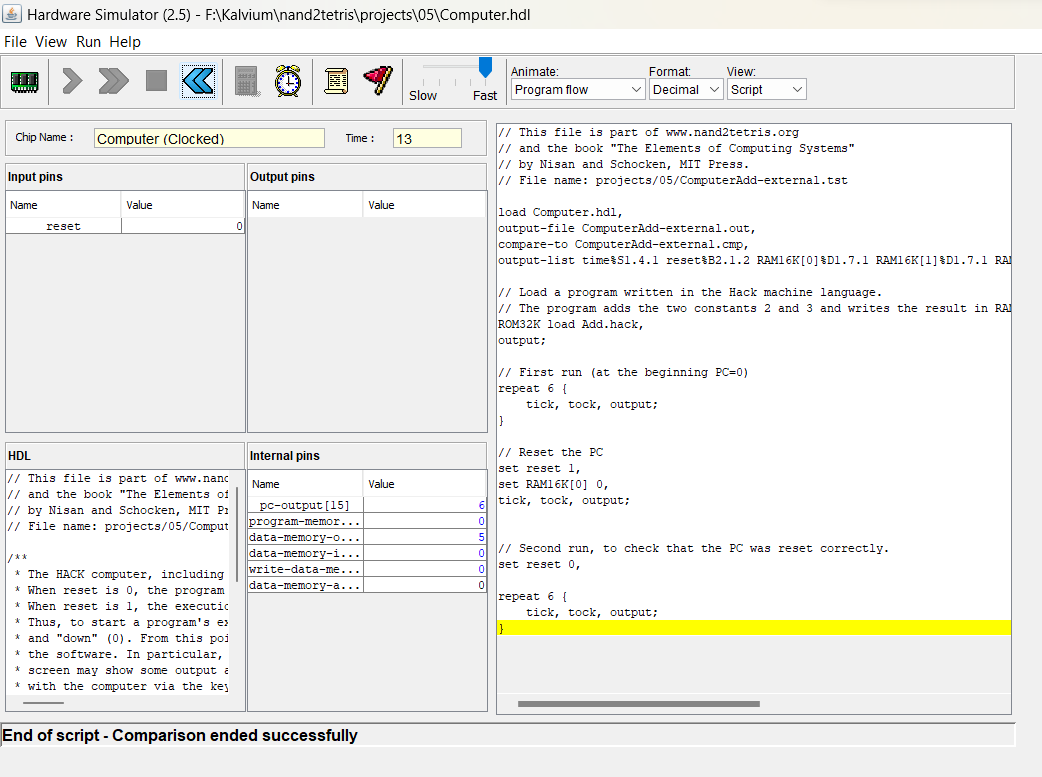 Hardware Simulator (2.5) - F:\Kalvium\nand2tetris\projects\05\Computer.hdl
File View Run Help
Slow Fast
Animate:
Program flow
Format:
Decimal
View:
Script
Chip Name : Computer (Clocked) Time : 13
Input pins
Name Value
reset 0
Output pins
Name Value
HDL
// This file is part of www.nand
// and the book "The Elements of
// by Nisan and Schocken, MIT Pr
// File name: projects/05/Comput
/**
* The HACK computer, including
* When reset is 0, the program
* When reset is 1, the executio
* Thus, to start a program's ex
* and "down" (0). From this poi
* the software. In particular,
* screen may show some output a
* with the computer via the key
Internal pins
Name Value
pc-output[15] 6
program-memor... 0
data-memory-o... 5
data-memory-i... 0
write-data-me... 0
data-memory-a... 0
// This file is part of www.nand2tetris.org
// and the book "The Elements of Computing Systems"
// by Nisan and Schocken, MIT Press.
// File name: projects/05/ComputerAdd-external.tst
load Computer.hdl,
output-file ComputerAdd-external.out,
compare-to ComputerAdd-external.cmp,
output-list time%S1.4.1 reset%B2.1.2 RAM16K[0]%D1.7.1 RAM16K[1]%D1.7.1 RAM
// Load a program written in the Hack machine language.
// The program adds the two constants 2 and 3 and writes the result in RAM
ROM32K load Add.hack,
output;
// First run (at the beginning PC=0)
repeat 6 {
tick, tock, output;
}
// Reset the PC
set reset 1,
set RAM16K[0] 0,
tick, tock, output;
// Second run, to check that the PC was reset correctly.
set reset 0,
repeat 6 {
tick, tock, output;
}
End of script - Comparison ended successfully